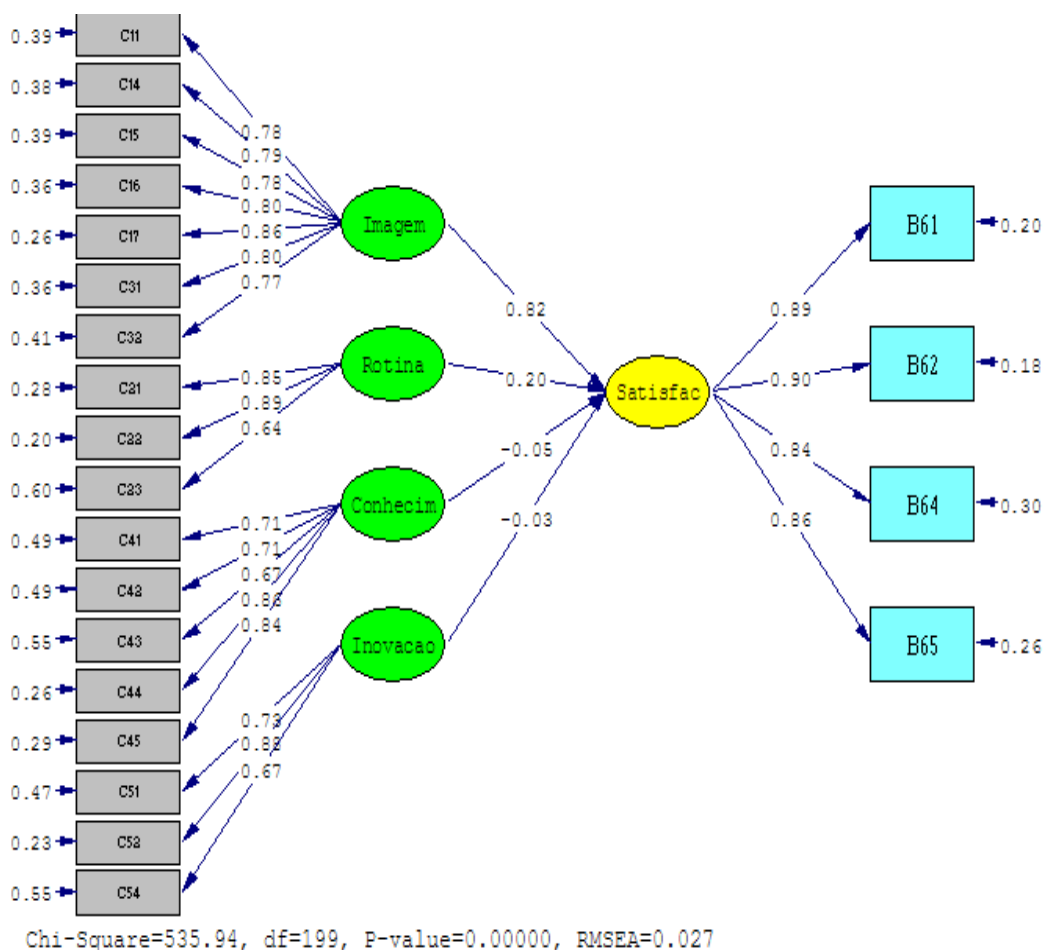 0.39
C11
0.38
C14
0.39
C15
0.36
C16
0.26
C17
0.36
C31
0.41
C32
0.28
C21
0.20
C22
0.60
C23
0.49
C41
0.49
C42
0.55
C43
0.26
C44
0.29
C45
0.47
C51
0.23
C52
0.55
C54
0.78
0.79
0.78
0.80
0.86
0.80
0.77
0.85
0.89
0.64
0.71
0.71
0.67
0.86
0.84
0.73
0.88
0.67
Imagem
Rotina
Conhecim
Inovacao
0.82
0.20
-0.05
-0.03
Satisfac
0.89
0.90
0.84
0.86
B61
0.20
B62
0.18
B64
0.30
B65
0.26
Chi-Square=535.94, df=199, P-value=0.00000, RMSEA=0.027